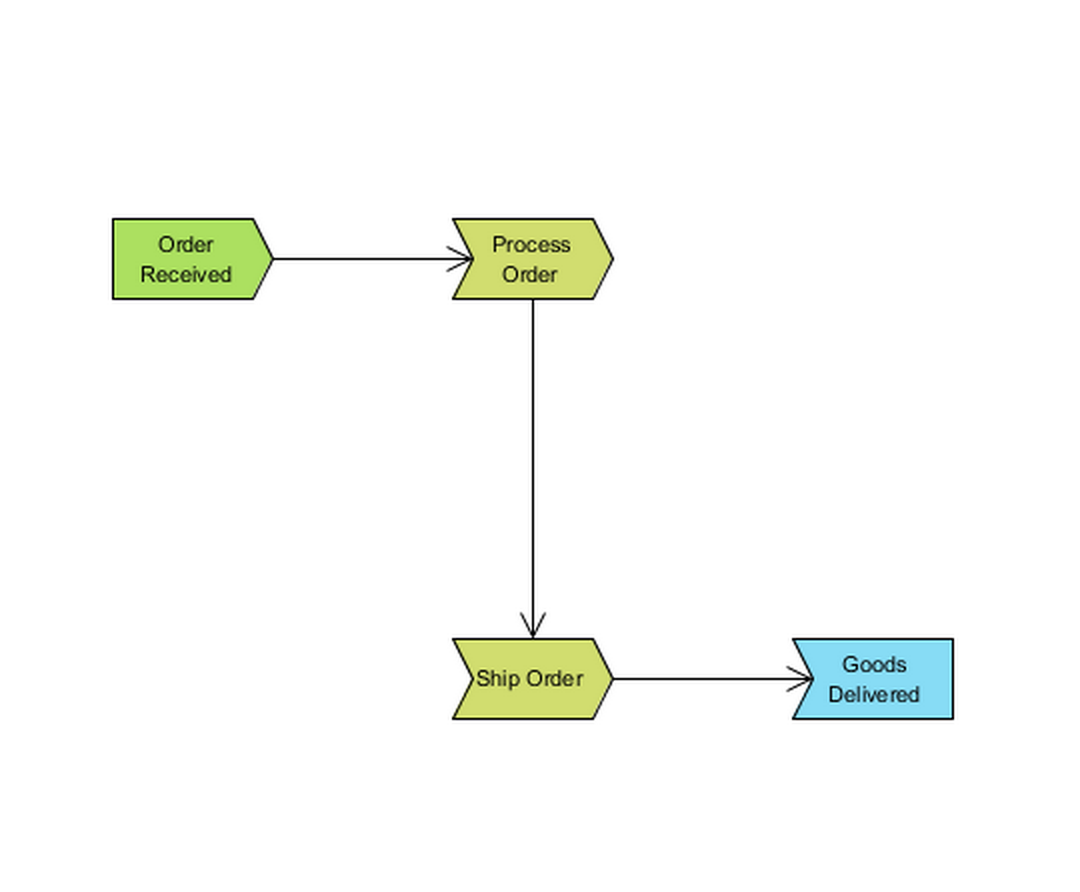 Order
Received
Process
Order
Ship Order
Goods
Delivered